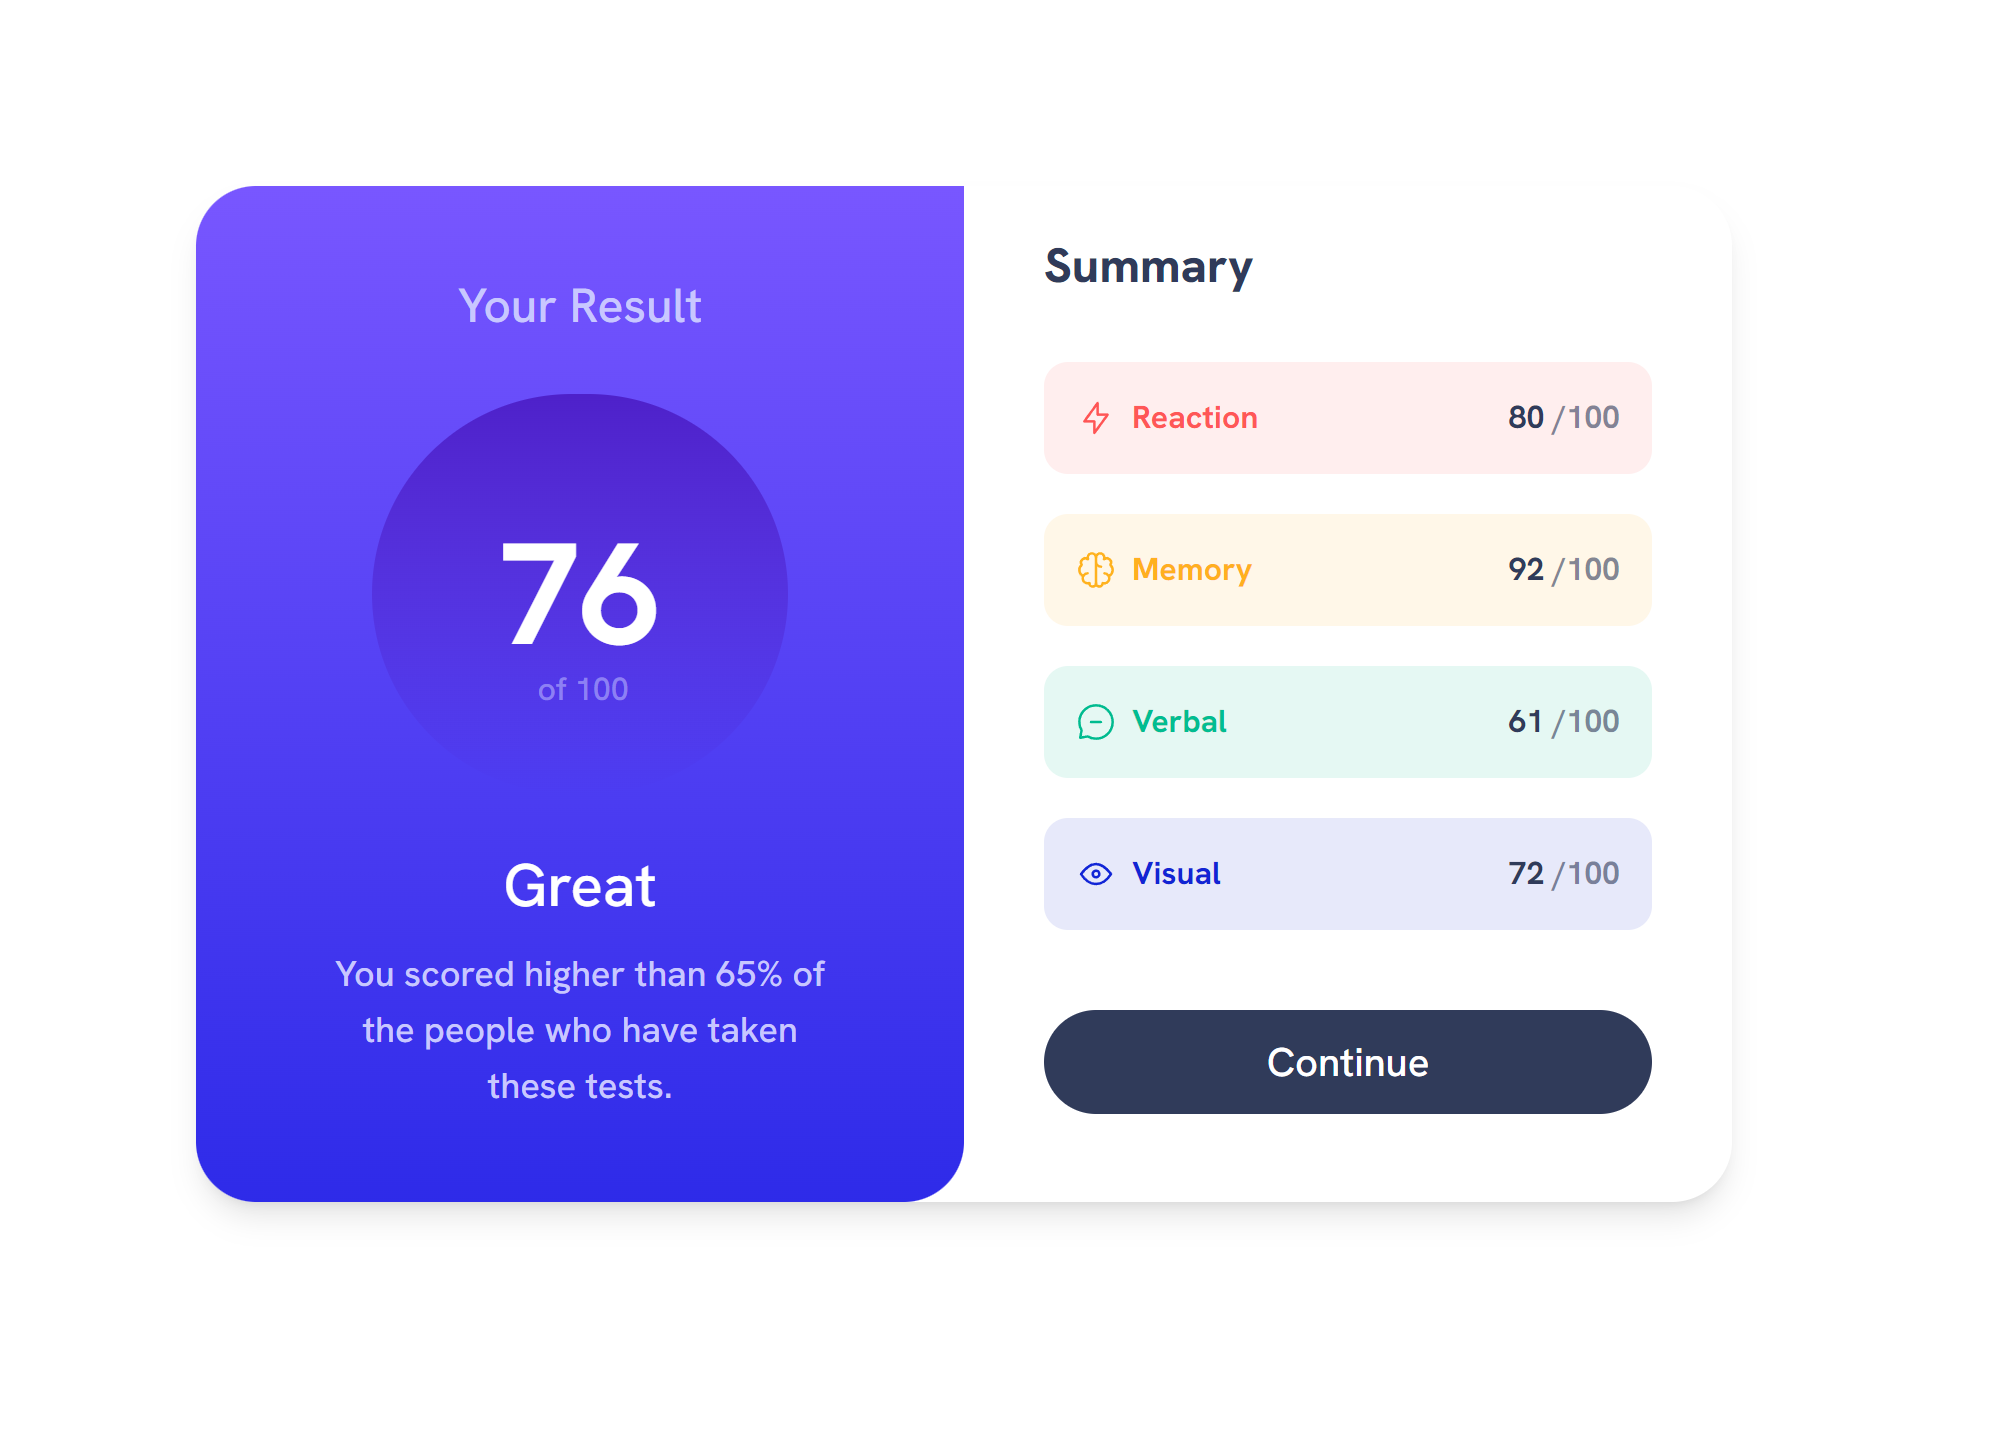 Your Result
76
of 100
Great
You scored higher than 65% of
the people who have taken
these tests.
Summary
Reaction 80 /100
Memory 92 /100
Verbal 61 /100
Visual 72 /100
Continue